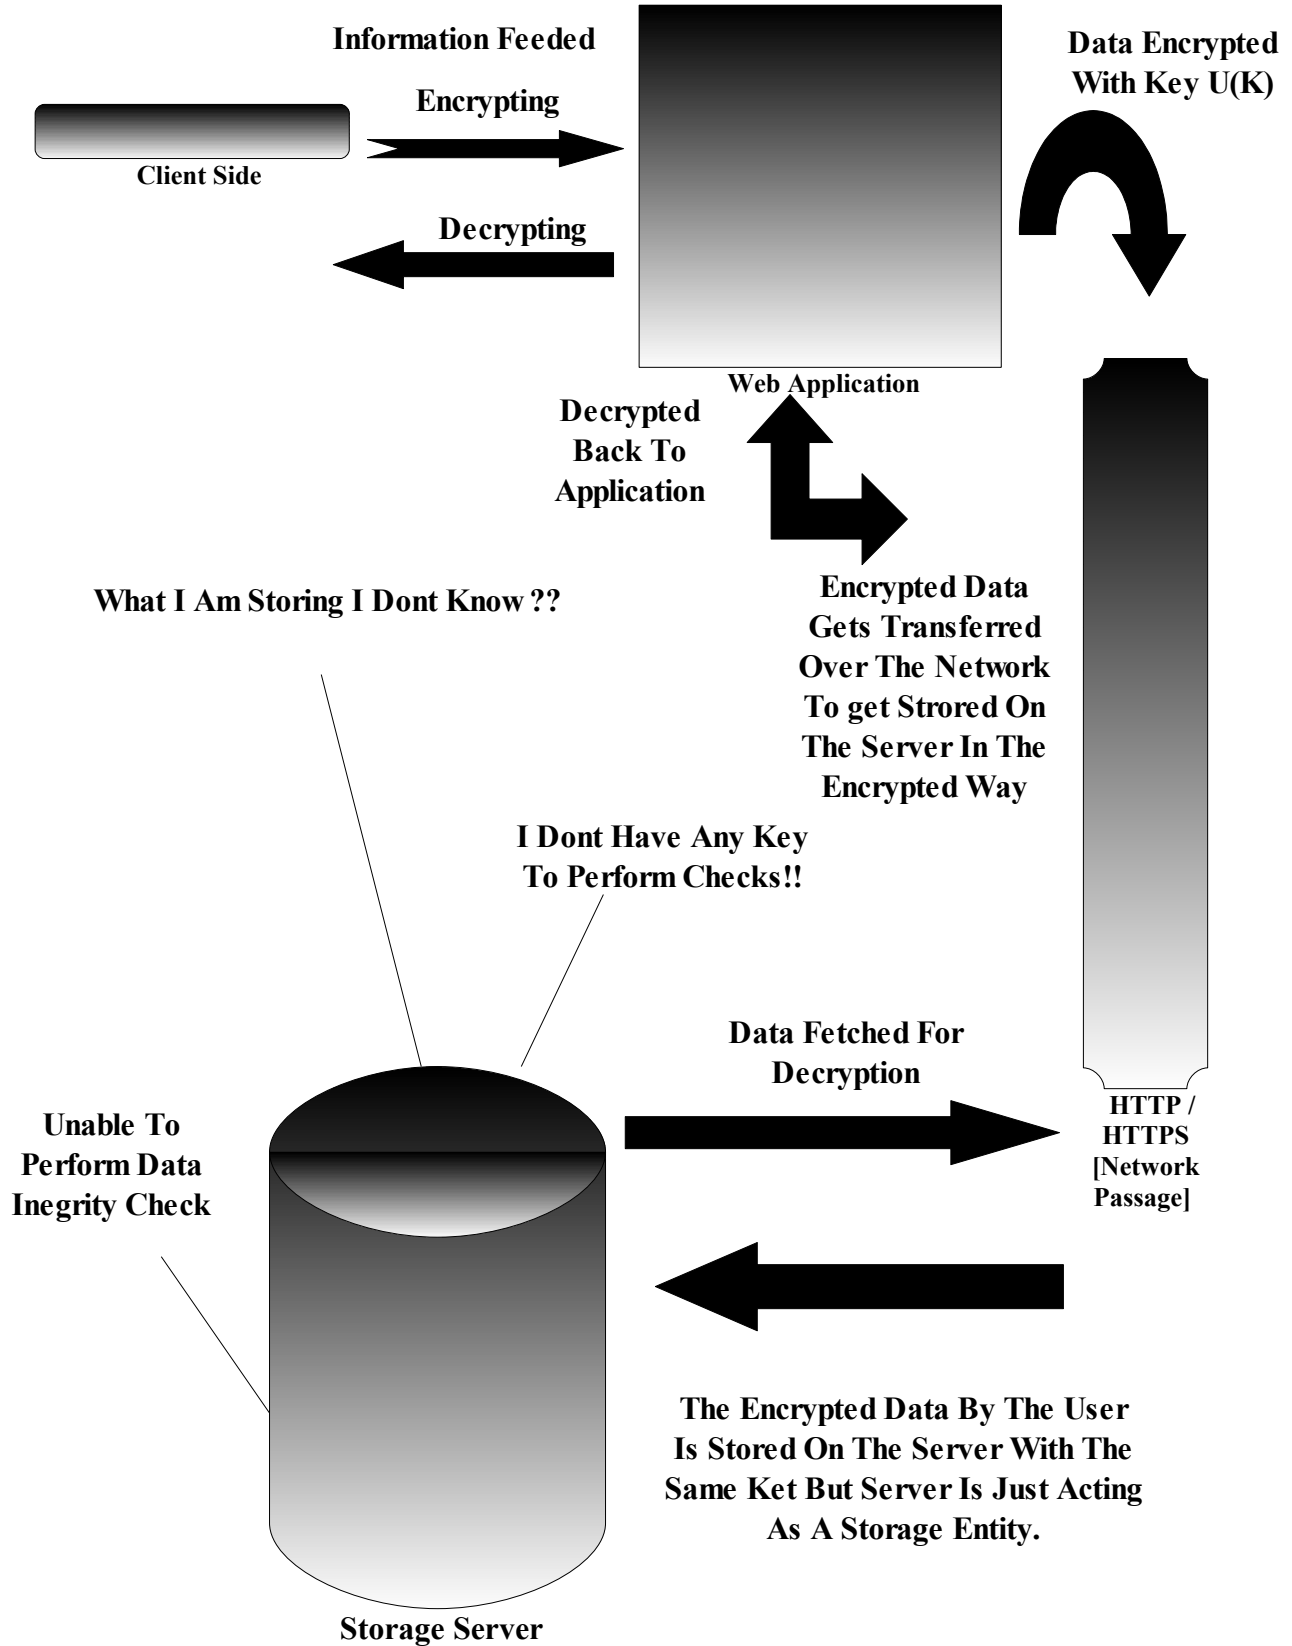 Information Feeded
Encrypting
Client Side
Decrypting
Data Encrypted
With Key U(K)
Web Application
Decrypted
Back To
Application
What I Am Storing I Dont Know ??
Encrypted Data
Gets Transferred
Over The Network
To get Strored On
The Server In The
Encrypted Way
I Dont Have Any Key
To Perform Checks!!
Data Fetched For
Decryption
HTTP /
HTTPS
[Network
Passage]
Unable To
Perform Data
Inegrity Check
The Encrypted Data By The User
Is Stored On The Server With The
Same Ket But Server Is Just Acting
As A Storage Entity.
Storage Server